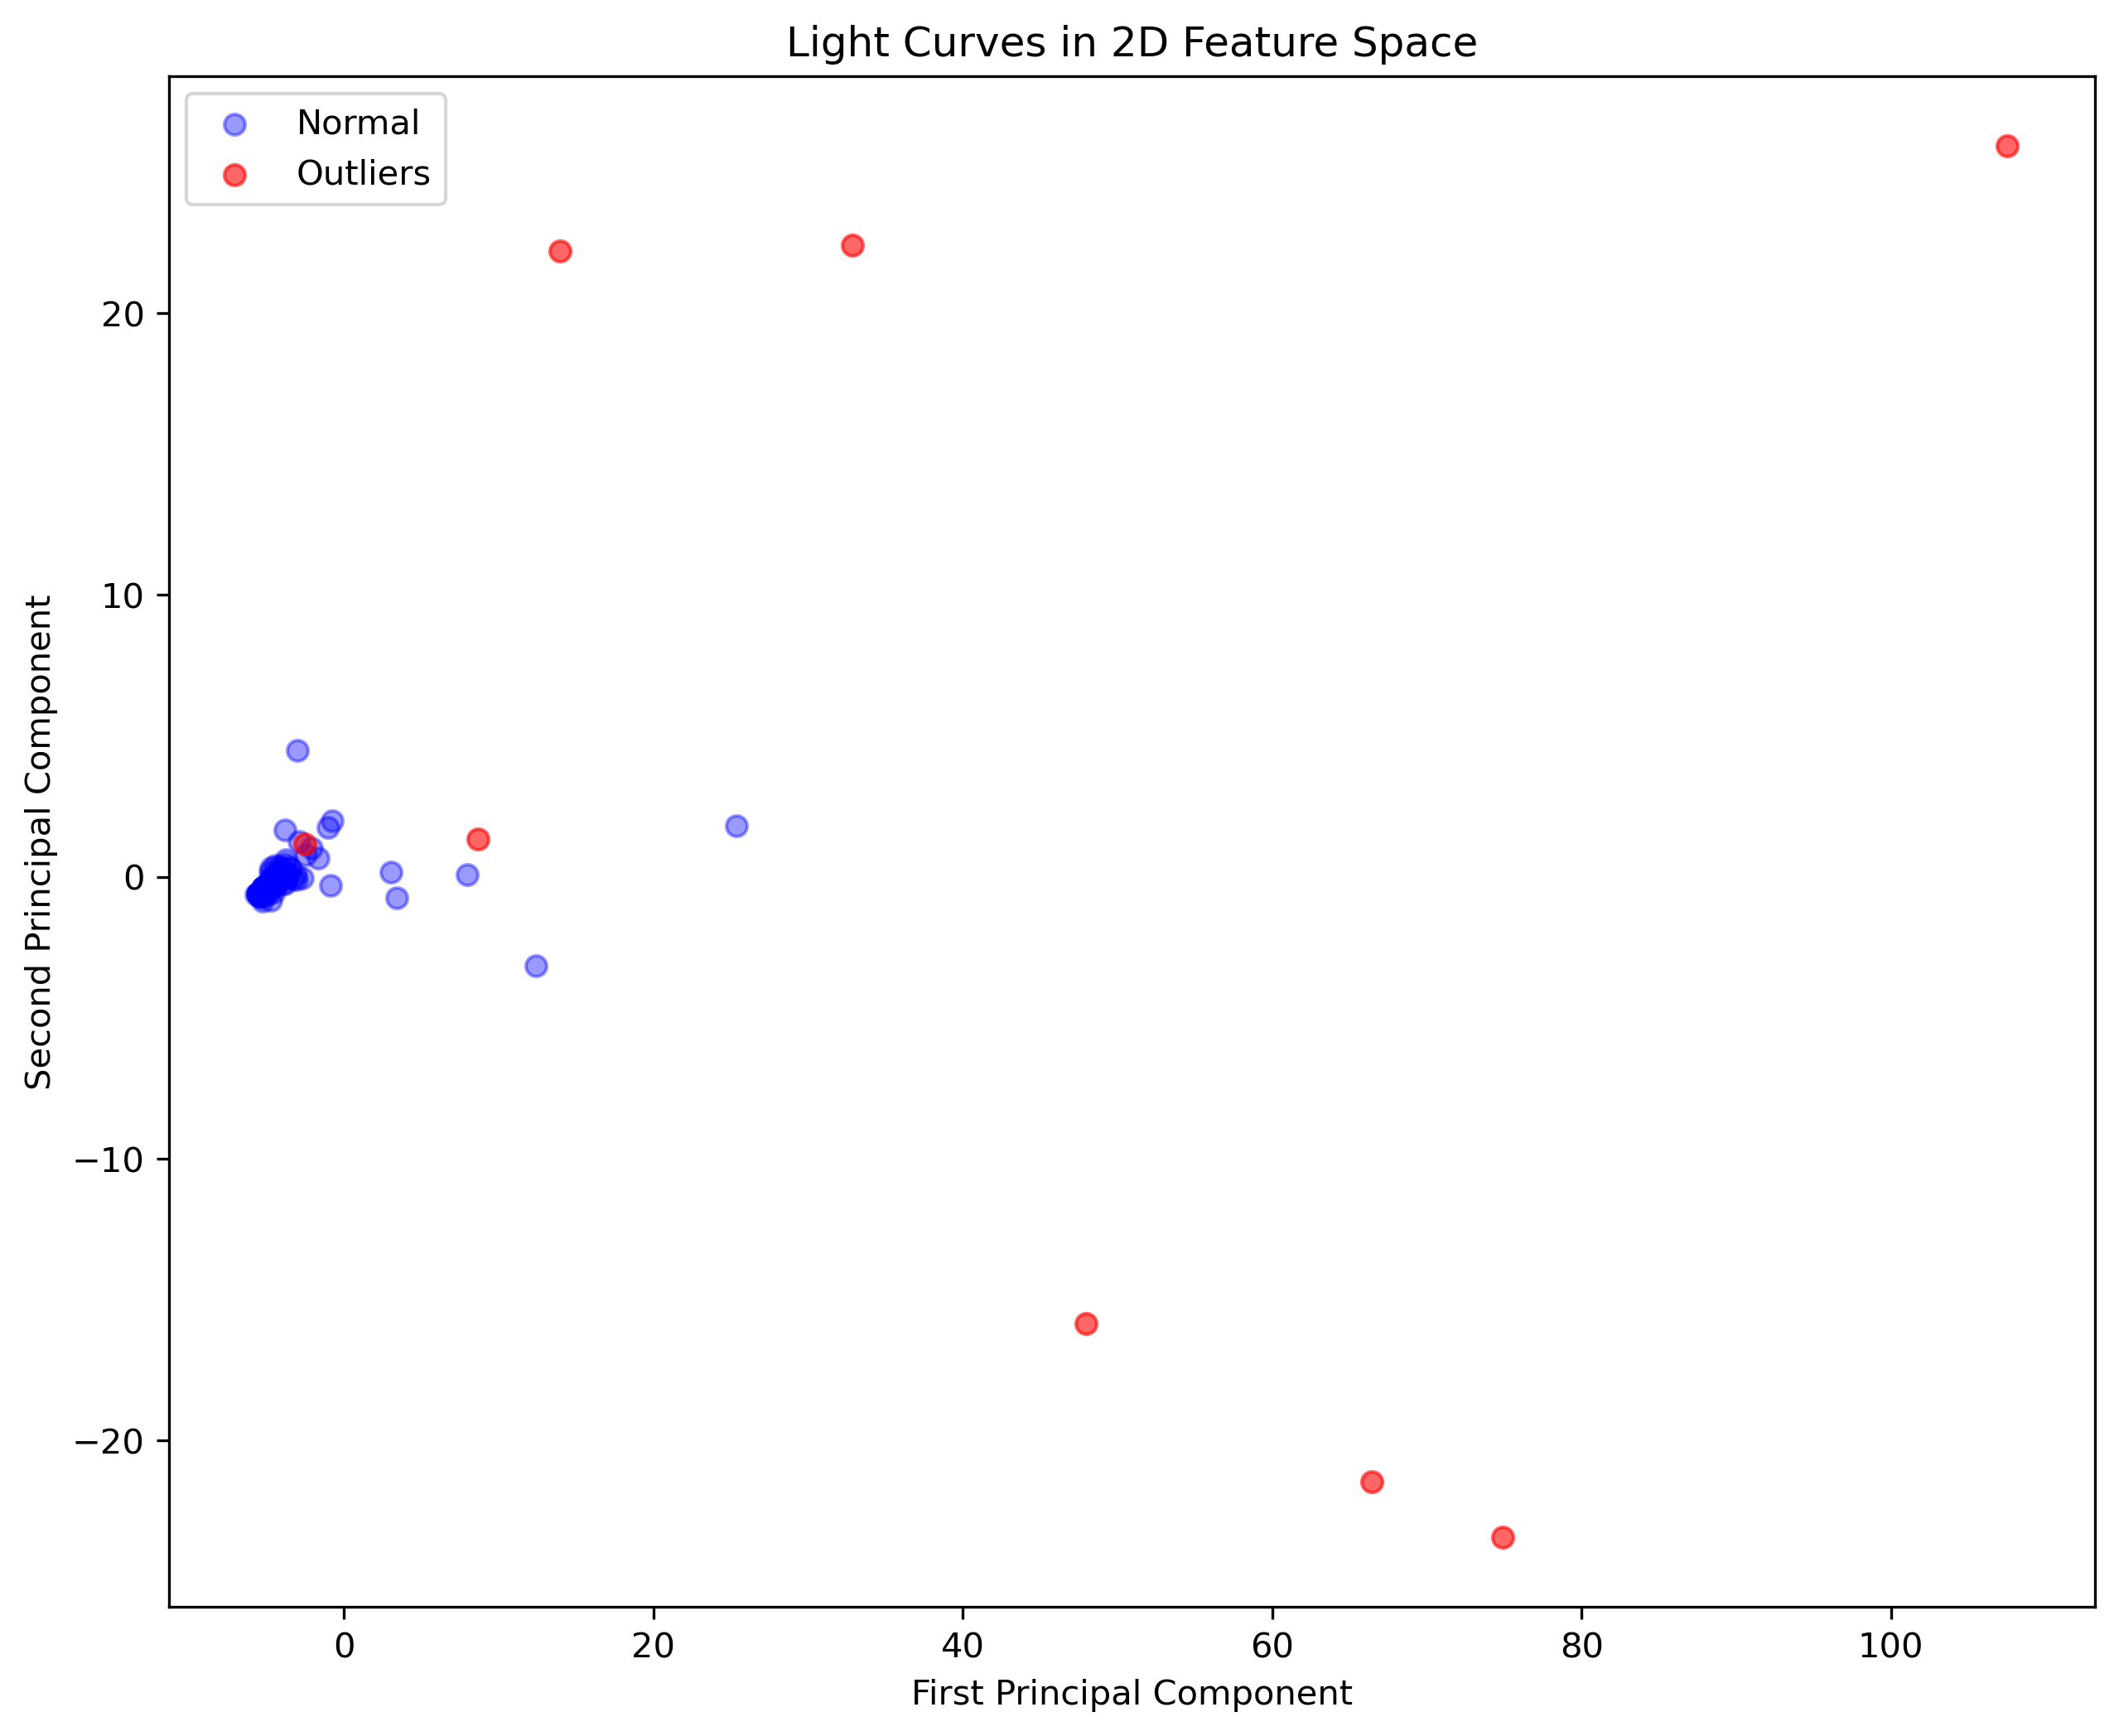 Light Curves in 2D Feature Space
Normal
Outliers
20
10
0
−10
−20
Second Principal Component
0 20 40 60 80 100
First Principal Component